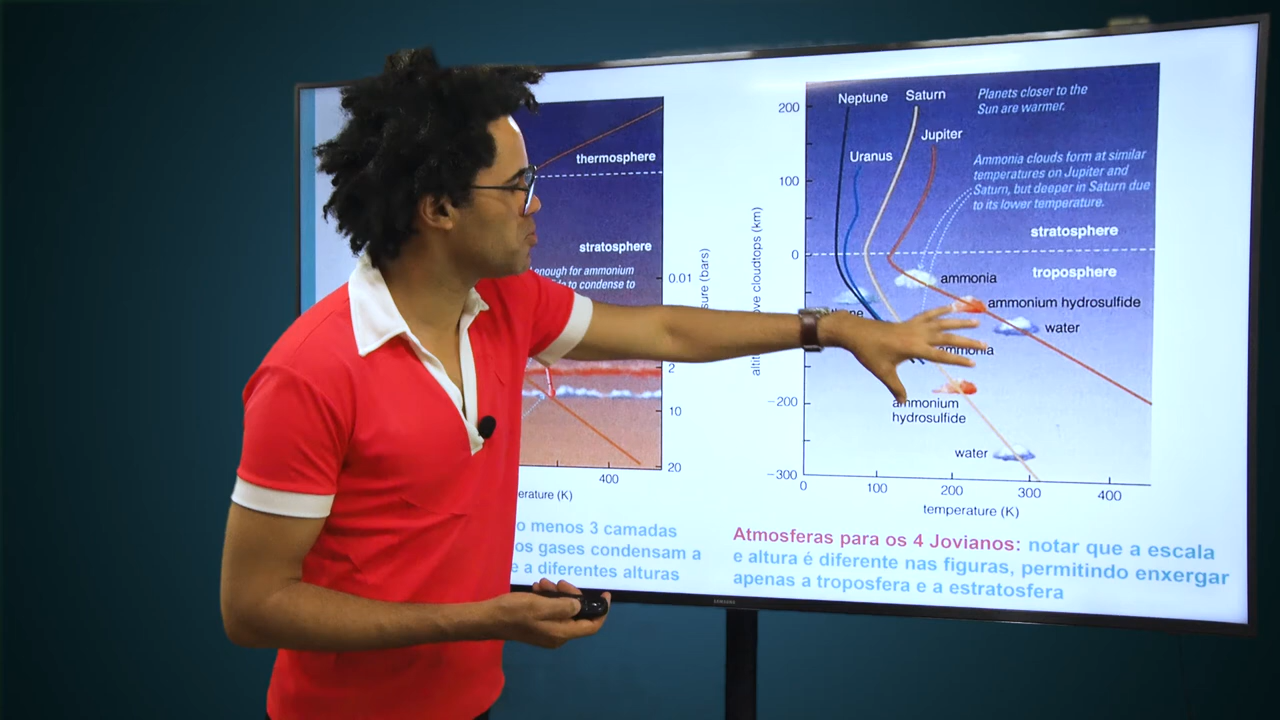 thermosphere
stratosphere
enough for ammonium
to condense to
0.01
2
10
20
400
erature (K)
o menos 3 camadas
os gases condensam a
e a diferentes alturas
(bars)
200
100
0
−200
−300
0
100
200
300
400
temperature (K)
cloudtops (km)
Neptune
Saturn
Jupiter
Uranus
Planets closer to the
Sun are warmer.
Ammonia clouds form at similar
temperatures on Jupiter and
Saturn, but deeper in Saturn due
to its lower temperature.
stratosphere
troposphere
ammonia
ammonium hydrosulfide
water
ammonia
ammonium
hydrosulfide
water
Atmosferas para os 4 Jovianos: notar que a escala
e altura é diferente nas figuras, permitindo enxergar
apenas a troposfera e a estratosfera
SAMSUNG